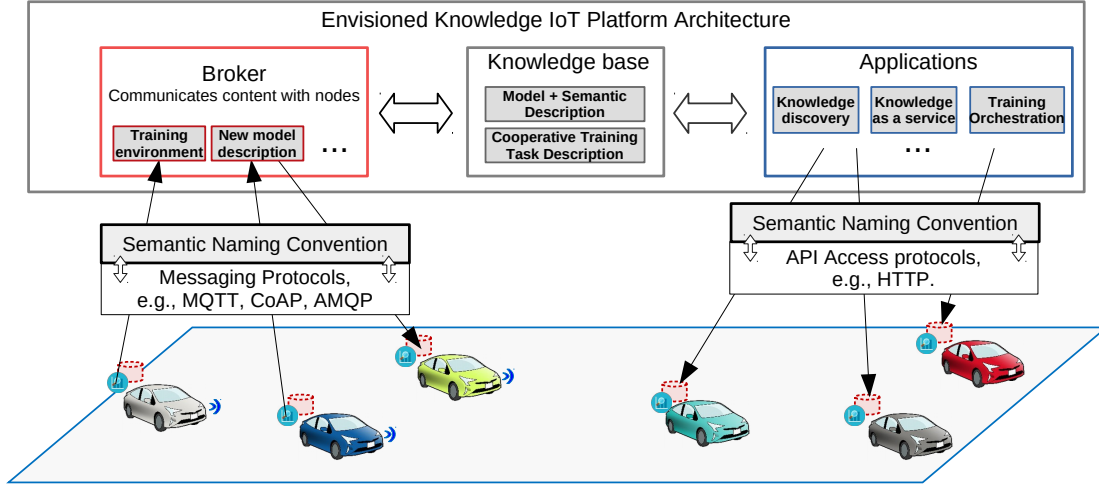 Envisioned Knowledge IoT Platform Architecture
Broker
Communicates content with nodes
Training
environment
New model
description
...
Knowledge base
Model + Semantic
Description
Cooperative Training
Task Description
Applications
Knowledge
discovery
Knowledge
as a service
Training
Orchestration
...
Semantic Naming Convention
Messaging Protocols,
e.g., MQTT, CoAP, AMQP
Semantic Naming Convention
API Access protocols,
e.g., HTTP.